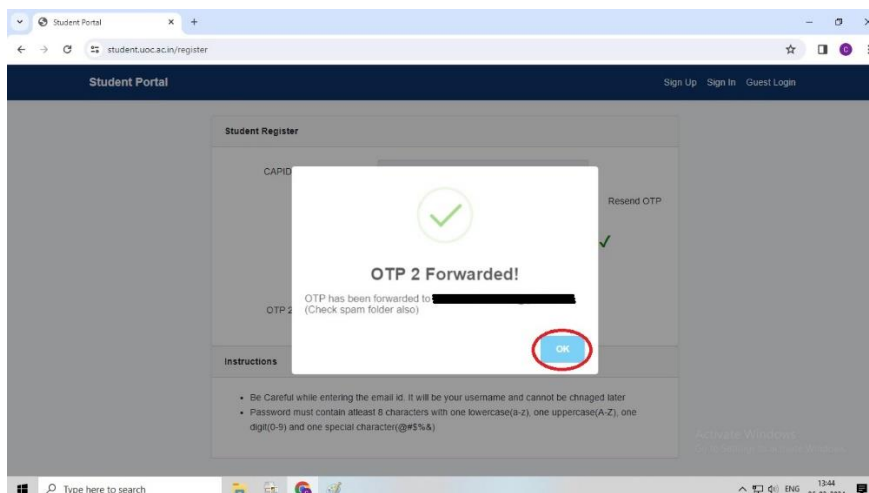 Student Portal
student.uoc.ac.in/register
Student Portal
Sign Up Sign In Guest Login
Student Register
CAPID
Resend OTP
OTP 2 Forwarded!
OTP has been forwarded to
(Check spam folder also)
OTP 2
OK
Instructions
Be Careful while entering the email id. It will be your username and cannot be chnaged later
Password must contain atleast 8 characters with one lowercase(a-z), one uppercase(A-Z), one
digit(0-9) and one special character(@#$%&)
Activate Windows
Type here to search
ENG
13:44